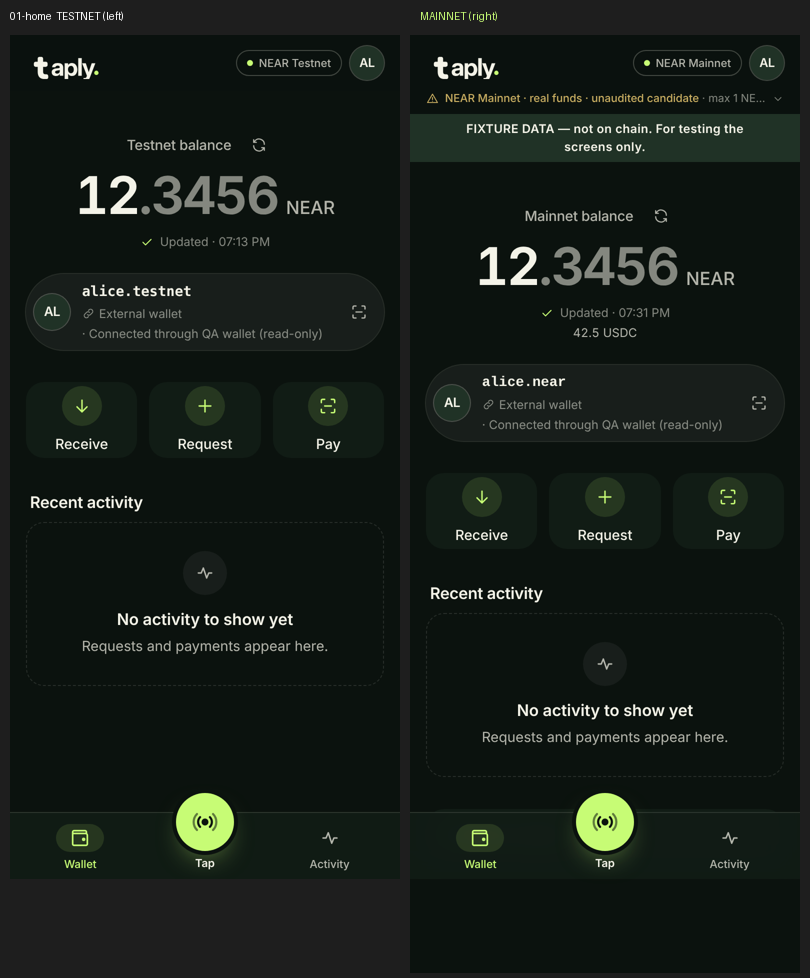 01-home TESTNET (left)
taply.
NEAR Testnet
AL
Testnet balance
12.3456 NEAR
Updated · 07:13 PM
AL
alice.testnet
External wallet
· Connected through QA wallet (read-only)
Receive
Request
Pay
Recent activity
No activity to show yet
Requests and payments appear here.
Wallet
Tap
Activity
MAINNET (right)
taply.
NEAR Mainnet
AL
NEAR Mainnet · real funds · unaudited candidate · max 1 NE...
FIXTURE DATA — not on chain. For testing the
screens only.
Mainnet balance
12.3456 NEAR
Updated · 07:31 PM
42.5 USDC
AL
alice.near
External wallet
· Connected through QA wallet (read-only)
Receive
Request
Pay
Recent activity
No activity to show yet
Requests and payments appear here.
Wallet
Tap
Activity